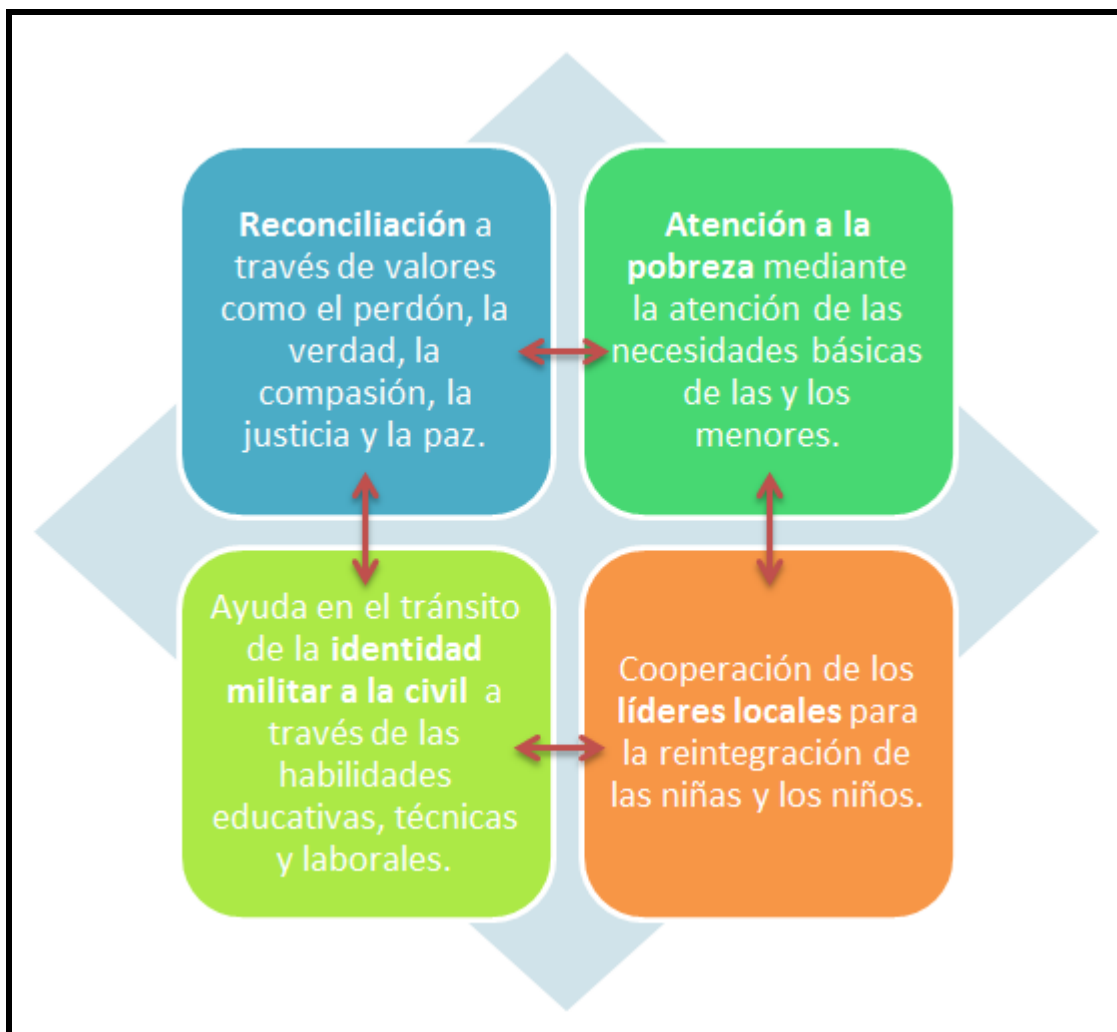 Reconciliación a
través de valores
como el perdón, la
verdad, la
compasión, la
justicia y la paz.
Atención a la
pobreza mediante
la atención de las
necesidades básicas
de las y los
menores.
Ayuda en el tránsito
de la identidad
militar a la civil a
través de las
habilidades
educativas, técnicas
y laborales.
Cooperación de los
líderes locales para
la reintegración de
las niñas y los niños.